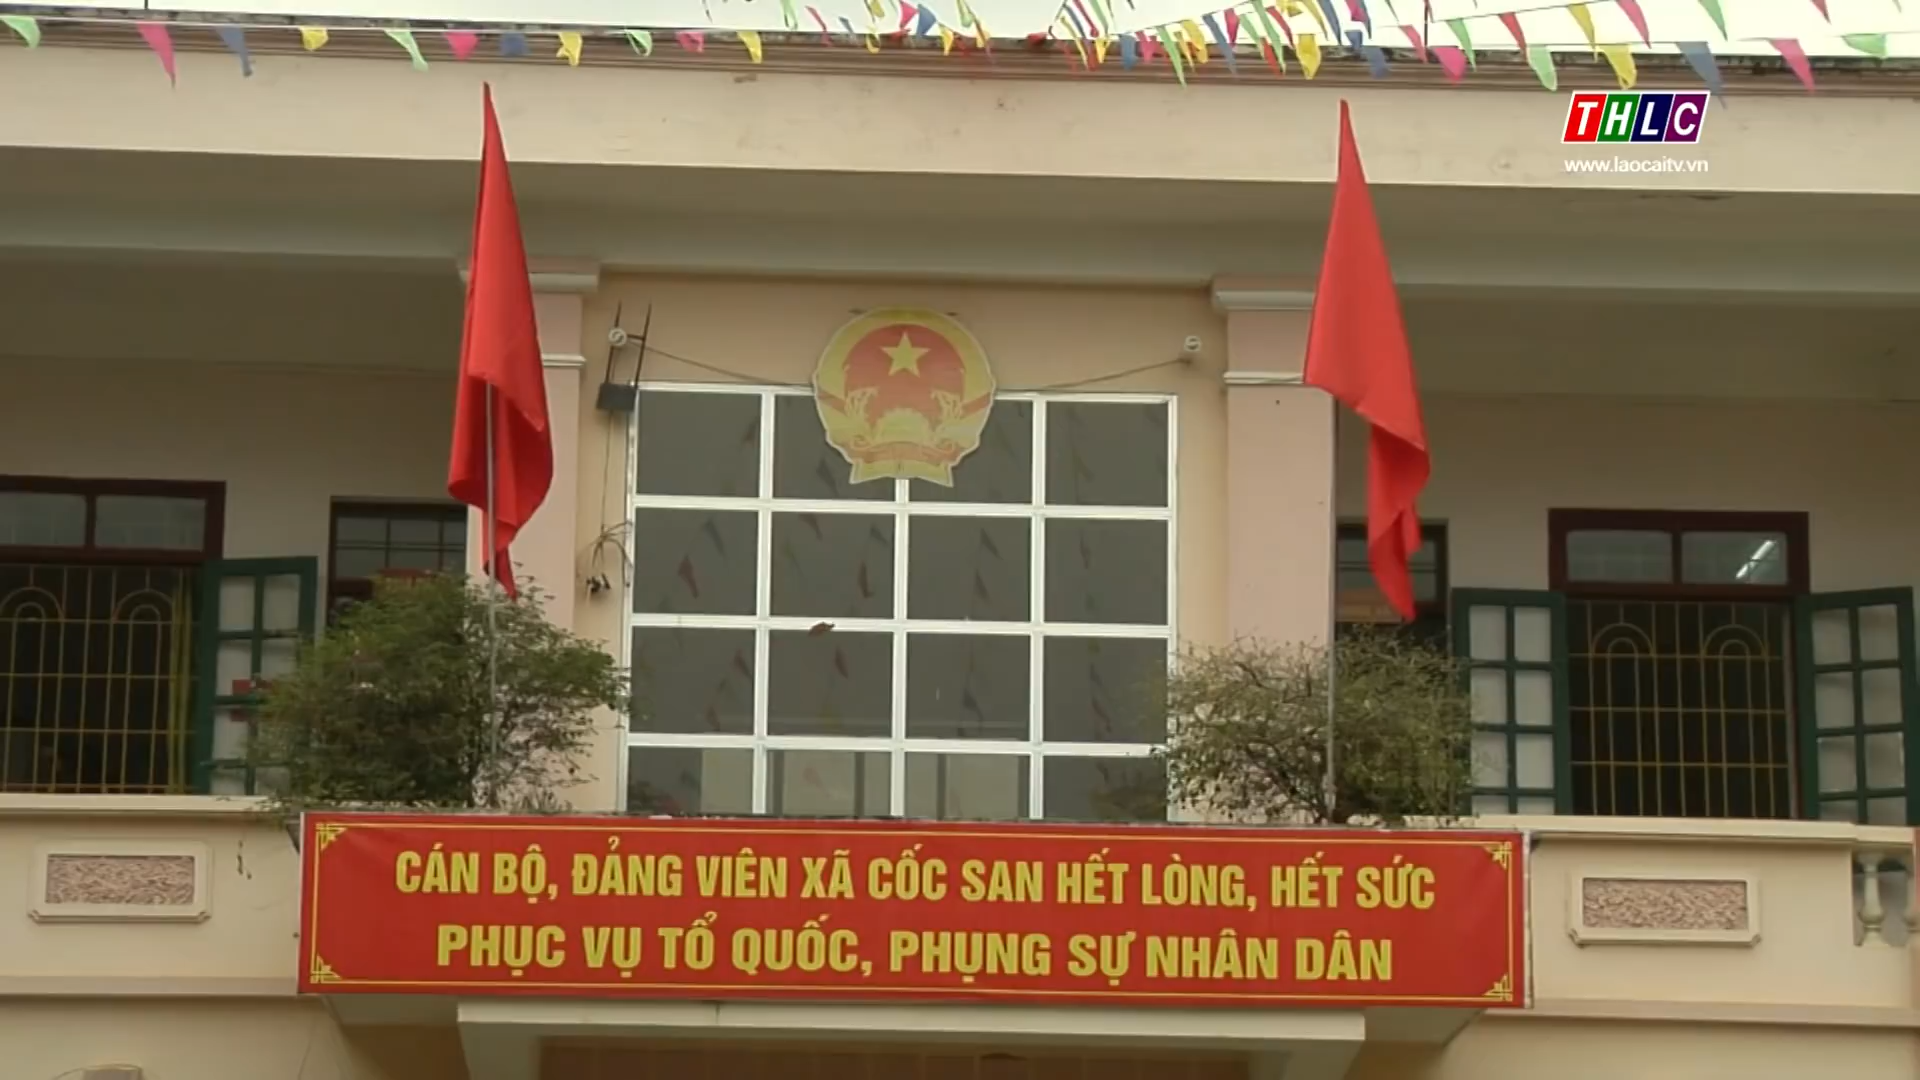 THLC
www.laocaitv.vn
CÁN BỘ, ĐẢNG VIÊN XÃ CỐC SAN HẾT LÒNG, HẾT SỨC
PHỤC VỤ TỔ QUỐC, PHỤNG SỰ NHÂN DÂN